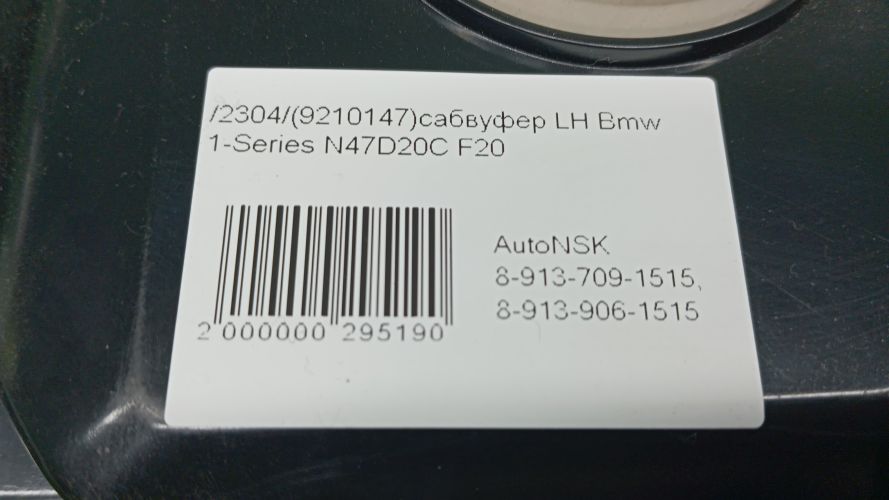 /2304/(9210147)сабвуфер LH Bmw
1-Series N47D20C F20
AutoNSK
8-913-709-1515,
8-913-906-1515
2 000000 295190